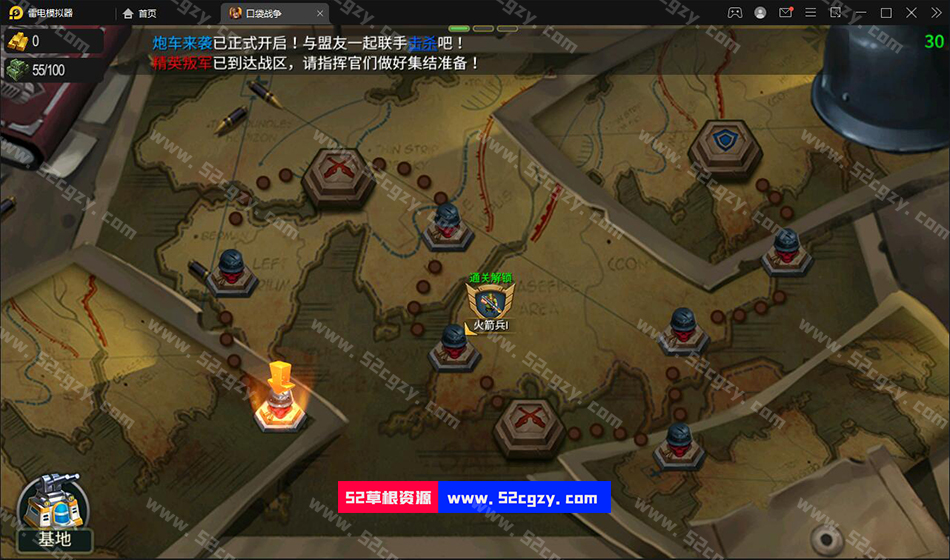 雷电模拟器
首页
口袋战争
0
炮车来袭已正式开启！与盟友一起联手击杀吧！
30
55/100
精英叛军已到达战区，请指挥官们做好集结准备！
通关解锁
火箭兵I
基地
52草根资源 www.52cgzy.com
www.52cgzy.com